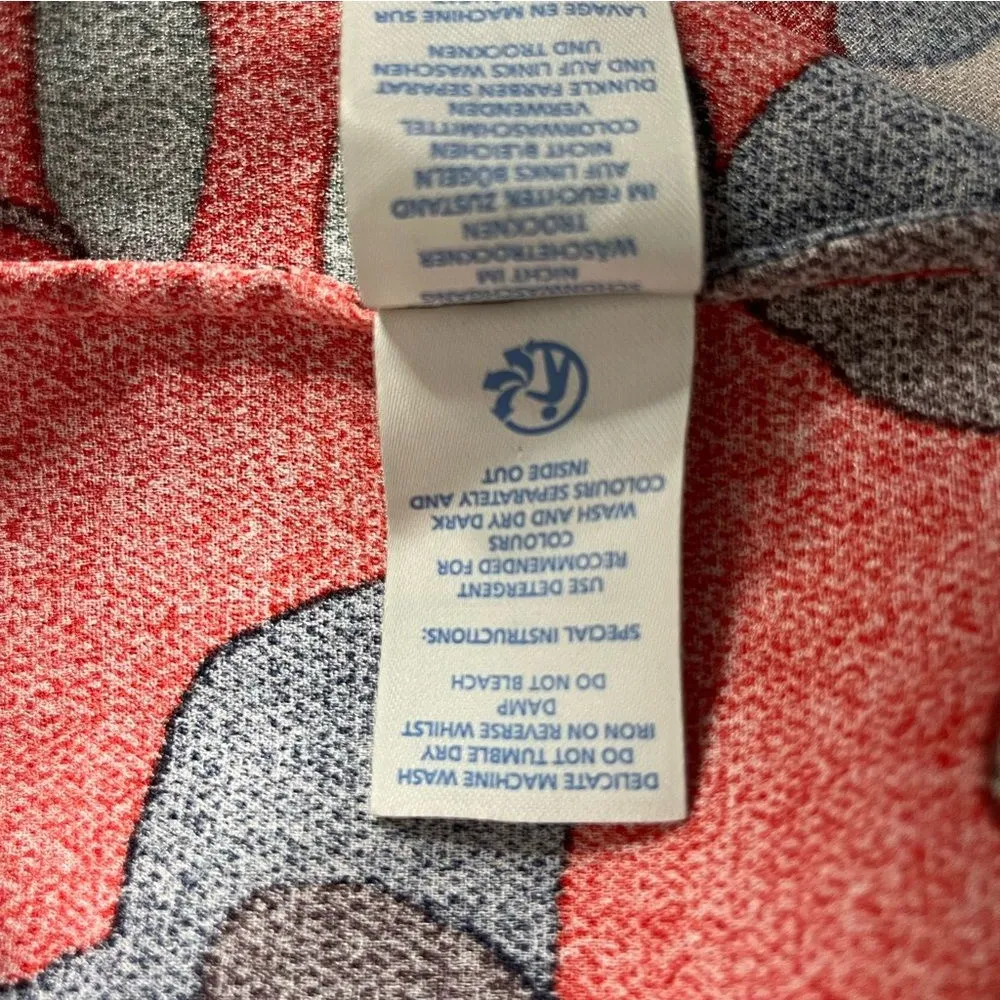 DELICATE MACHINE WASH
DO NOT TUMBLE DRY
IRON ON REVERSE WHILST
DAMP
DO NOT BLEACH
SPECIAL INSTRUCTIONS:
USE DETERGENT
RECOMMENDED FOR
COLOURS
WASH AND DRY DARK
COLOURS SEPARATELY AND
INSIDE OUT
SCHONWASCHGANG
NICHT IM
WÄSCHETROCKNER
TROCKNEN
IM FEUCHTEN ZUSTAND
AUF LINKS BÜGELN
NICHT BLEICHEN
COLORWASCHMITTEL
VERWENDEN
DUNKLE FARBEN SEPARAT
UND AUF LINKS WASCHEN
UND TROCKNEN
LAVAGE EN MACHINE SUR